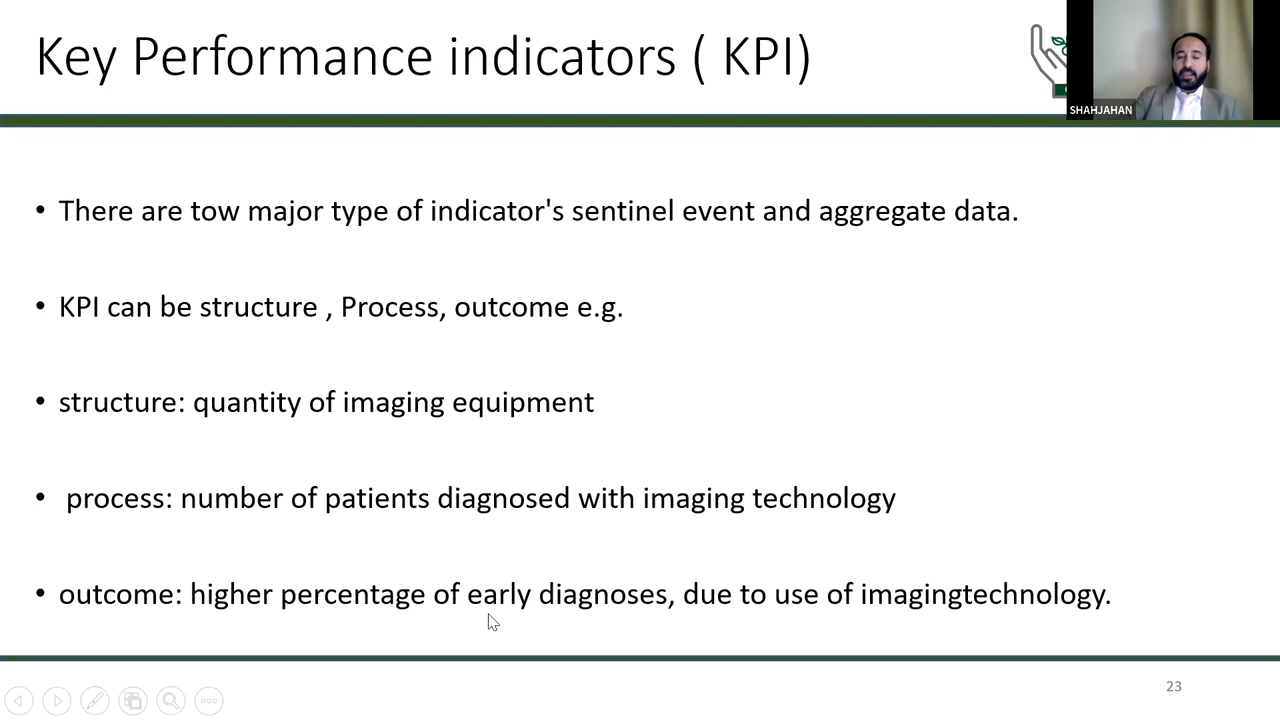 Key Performance indicators ( KPI)
SHAHJAHAN
• There are tow major type of indicator's sentinel event and aggregate data.
• KPI can be structure , Process, outcome e.g.
• structure: quantity of imaging equipment
• process: number of patients diagnosed with imaging technology
• outcome: higher percentage of early diagnoses, due to use of imagingtechnology.
23